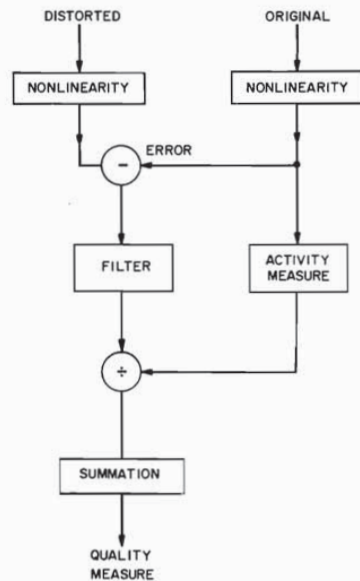 DISTORTED
ORIGINAL
NONLINEARITY
NONLINEARITY
ERROR
-
FILTER
ACTIVITY
MEASURE
÷
SUMMATION
QUALITY
MEASURE